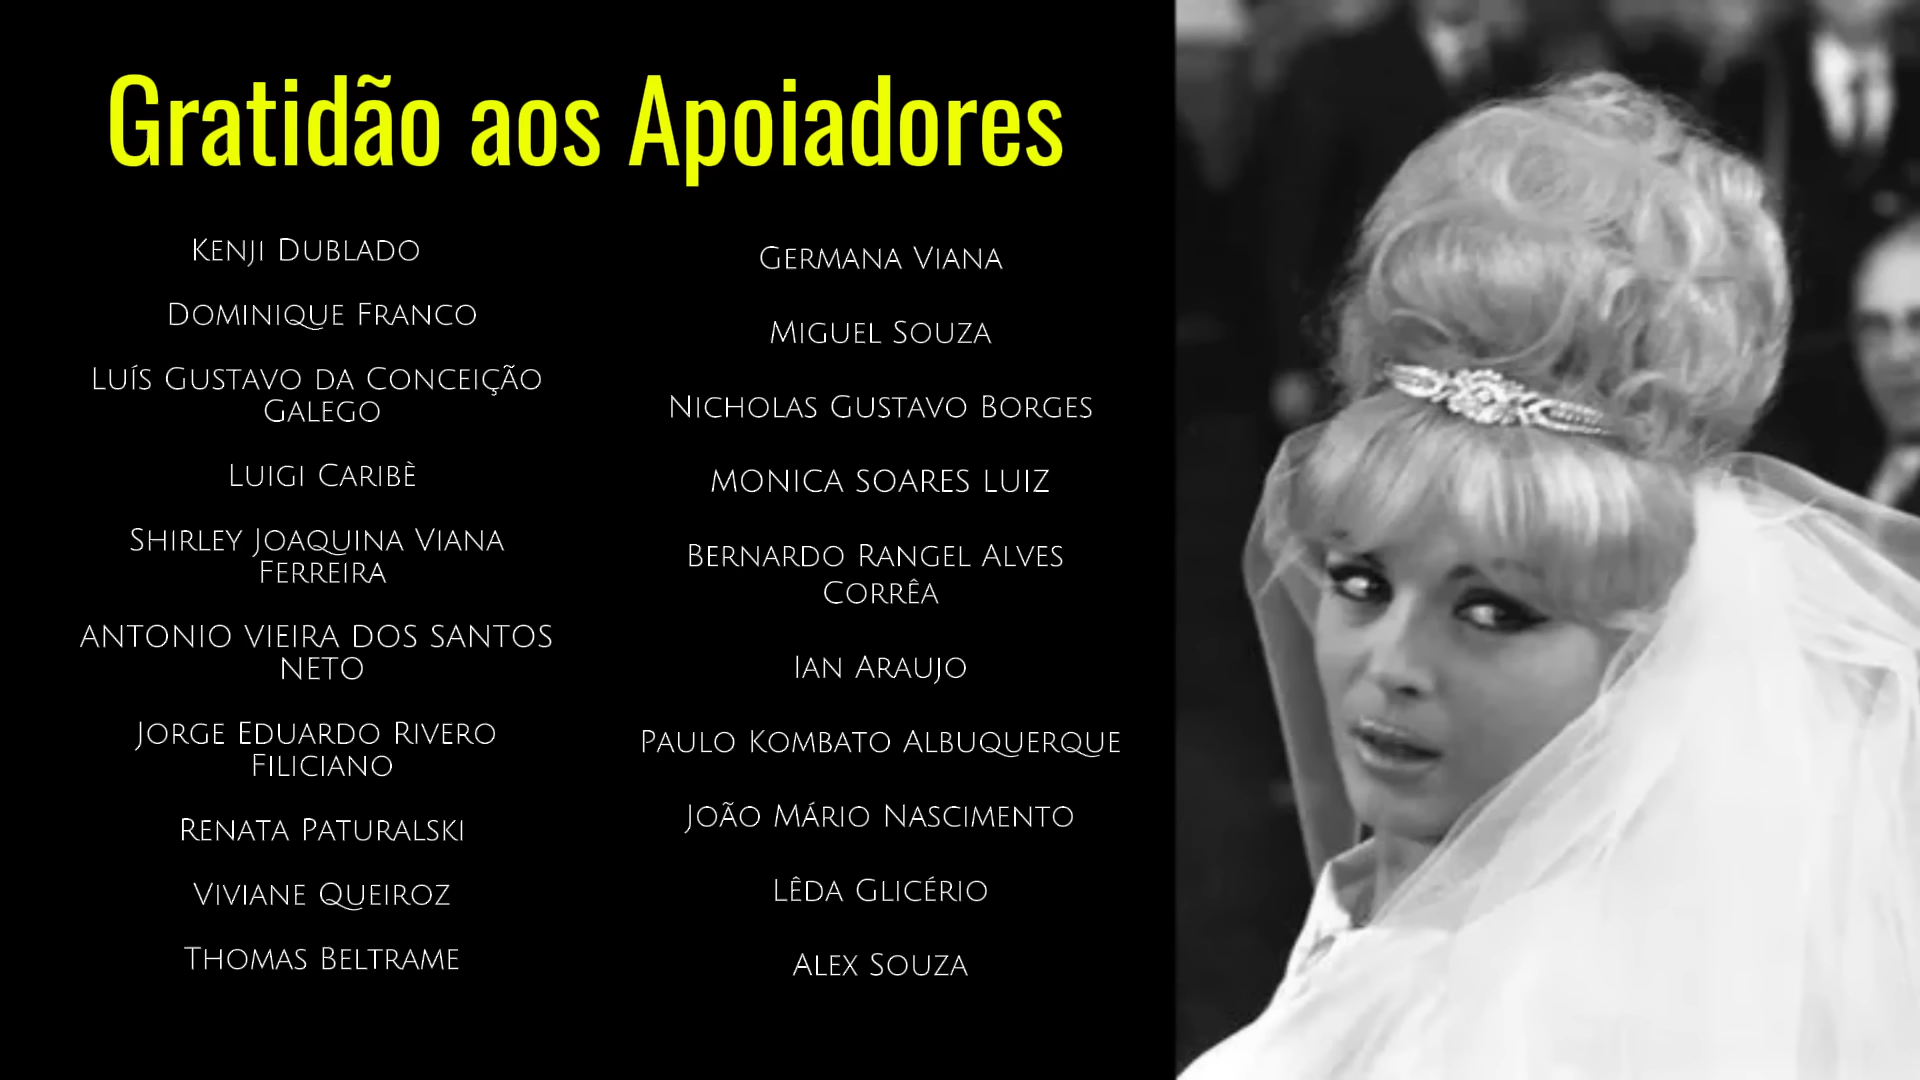 Gratidão aos Apoiadores
Kenji Dublado
Dominique Franco
Luís Gustavo da Conceição
Galego
Luigi Caribè
Shirley Joaquina Viana
Ferreira
ANTONIO VIEIRA DOS SANTOS
NETO
Jorge Eduardo Rivero
Filiciano
Renata Paturalski
Viviane Queiroz
Thomas Beltrame
Germana Viana
Miguel Souza
Nicholas Gustavo Borges
MONICA SOARES LUIZ
Bernardo Rangel Alves
Corrêa
Ian Araujo
Paulo Kombato Albuquerque
João Mário Nascimento
Lêda Glicério
Alex Souza